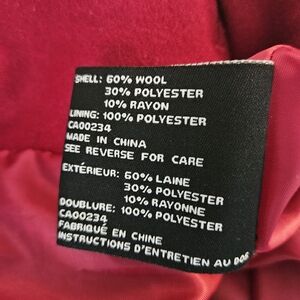 SHELL: 60% WOOL
30% POLYESTER
10% RAYON
LINING: 100% POLYESTER
CA00234
MADE IN CHINA
SEE REVERSE FOR CARE
EXTÉRIEUR: 60% LAINE
30% POLYESTER
10% RAYONNE
DOUBLURE: 100% POLYESTER
CA00234
FABRIQUÉ EN CHINE
INSTRUCTIONS D'ENTRETIEN AU DOS